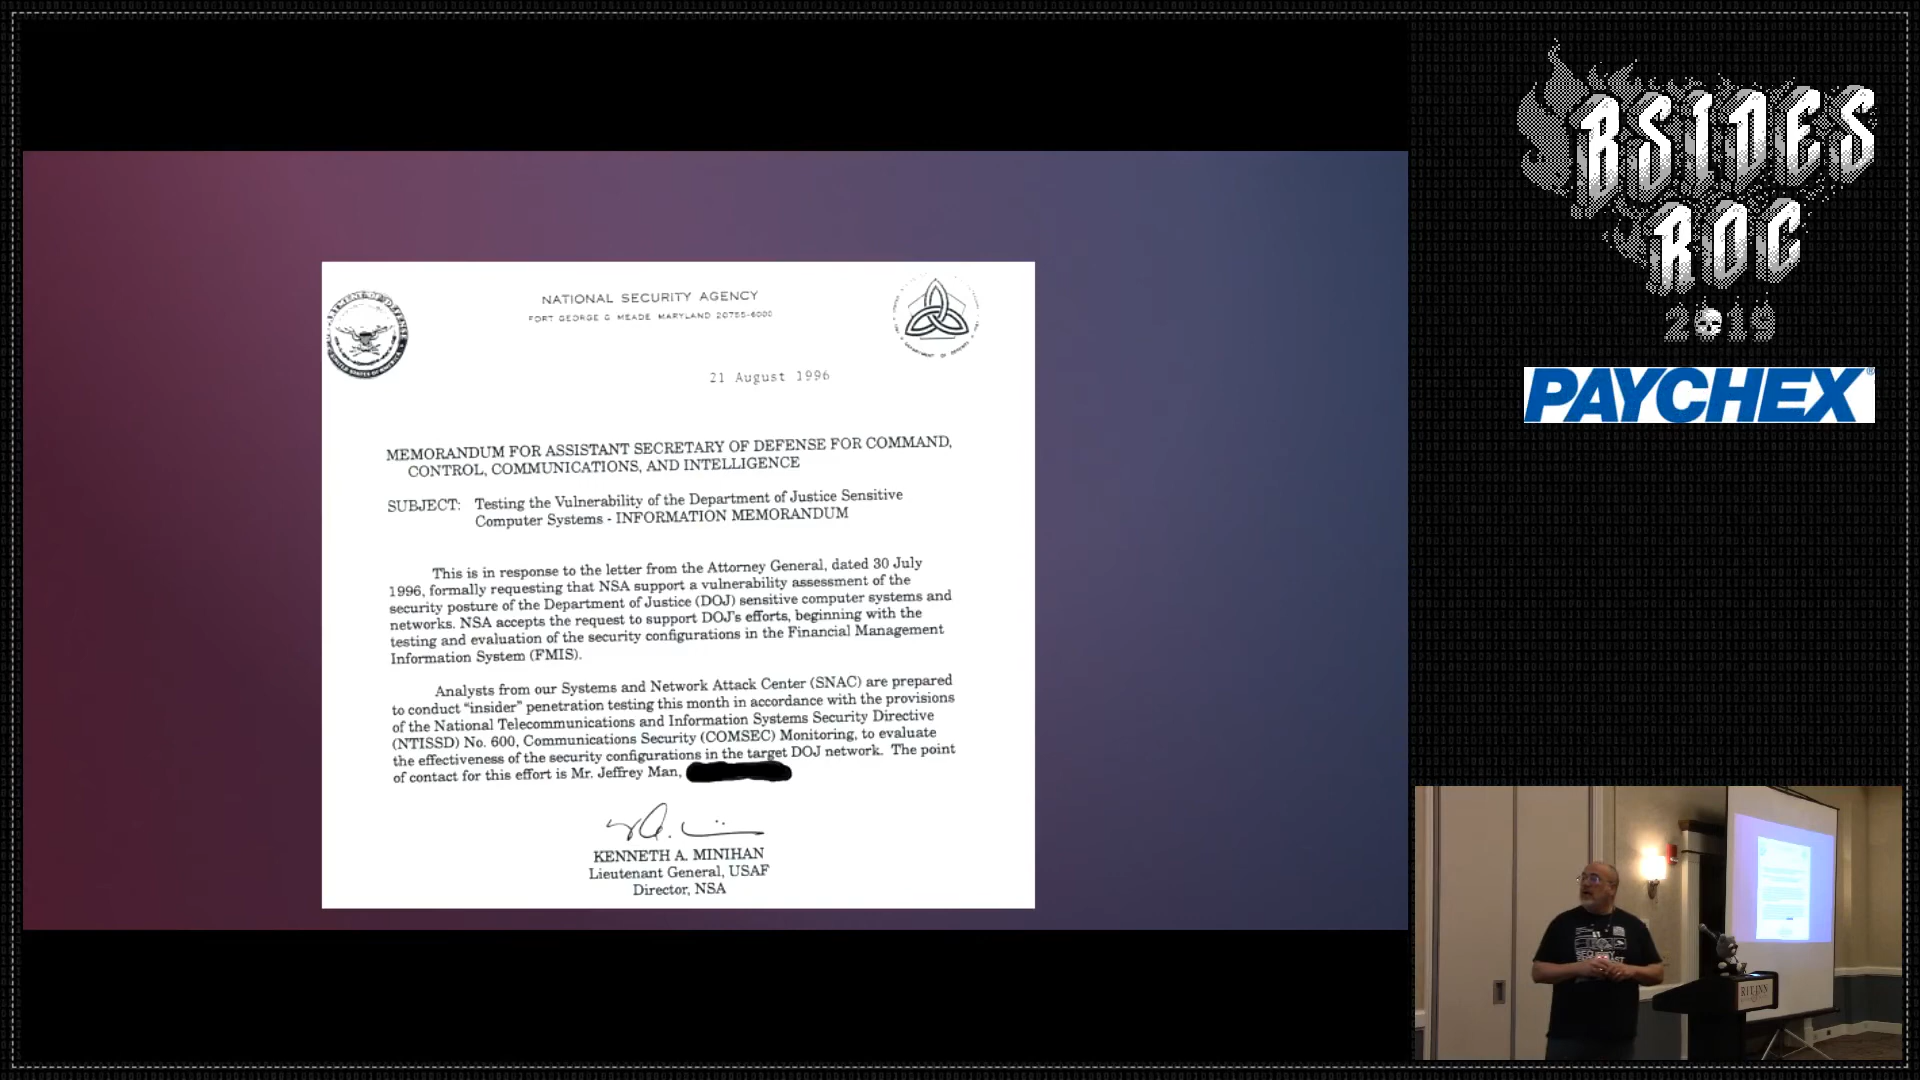 NATIONAL SECURITY AGENCY
FORT GEORGE G MEADE MARYLAND 20755-6000
21 August 1996
MEMORANDUM FOR ASSISTANT SECRETARY OF DEFENSE FOR COMMAND,
CONTROL, COMMUNICATIONS, AND INTELLIGENCE
SUBJECT: Testing the Vulnerability of the Department of Justice Sensitive
Computer Systems - INFORMATION MEMORANDUM
This is in response to the letter from the Attorney General, dated 30 July
1996, formally requesting that NSA support a vulnerability assessment of the
security posture of the Department of Justice (DOJ) sensitive computer systems and
networks. NSA accepts the request to support DOJ's efforts, beginning with the
testing and evaluation of the security configurations in the Financial Management
Information System (FMIS).
Analysts from our Systems and Network Attack Center (SNAC) are prepared
to conduct “insider” penetration testing this month in accordance with the provisions
of the National Telecommunications and Information Systems Security Directive
(NTISSD) No. 600, Communications Security (COMSEC) Monitoring, to evaluate
the effectiveness of the security configurations in the target DOJ network. The point
of contact for this effort is Mr. Jeffrey Man,
KENNETH A. MINIHAN
Lieutenant General, USAF
Director, NSA
BSIDES
ROC
2019
PAYCHEX®
RIT INN